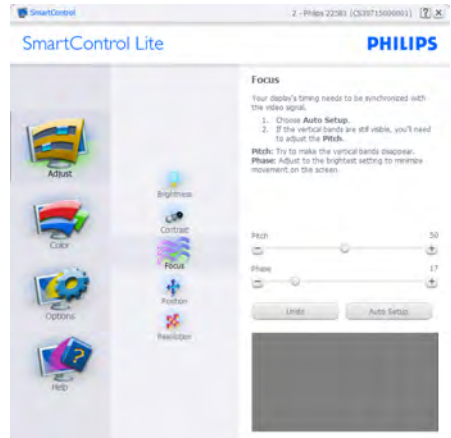 SmartControl
2 - Philips 225B1 (CS30715000001)
SmartControl Lite
PHILIPS
Focus
Your display's timing needs to be synchronized with
the video signal.
1. Choose Auto Setup.
2. If the vertical bands are still visible, you'll need
to adjust the Pitch.
Pitch: Try to make the vertical bands disappear.
Phase: Adjust to the brightest setting to minimize
movement on the screen.
Adjust
Color
Options
Help
Brightness
Contrast
Focus
Position
Resolution
Pitch 50
Phase 17
Undo
Auto Setup